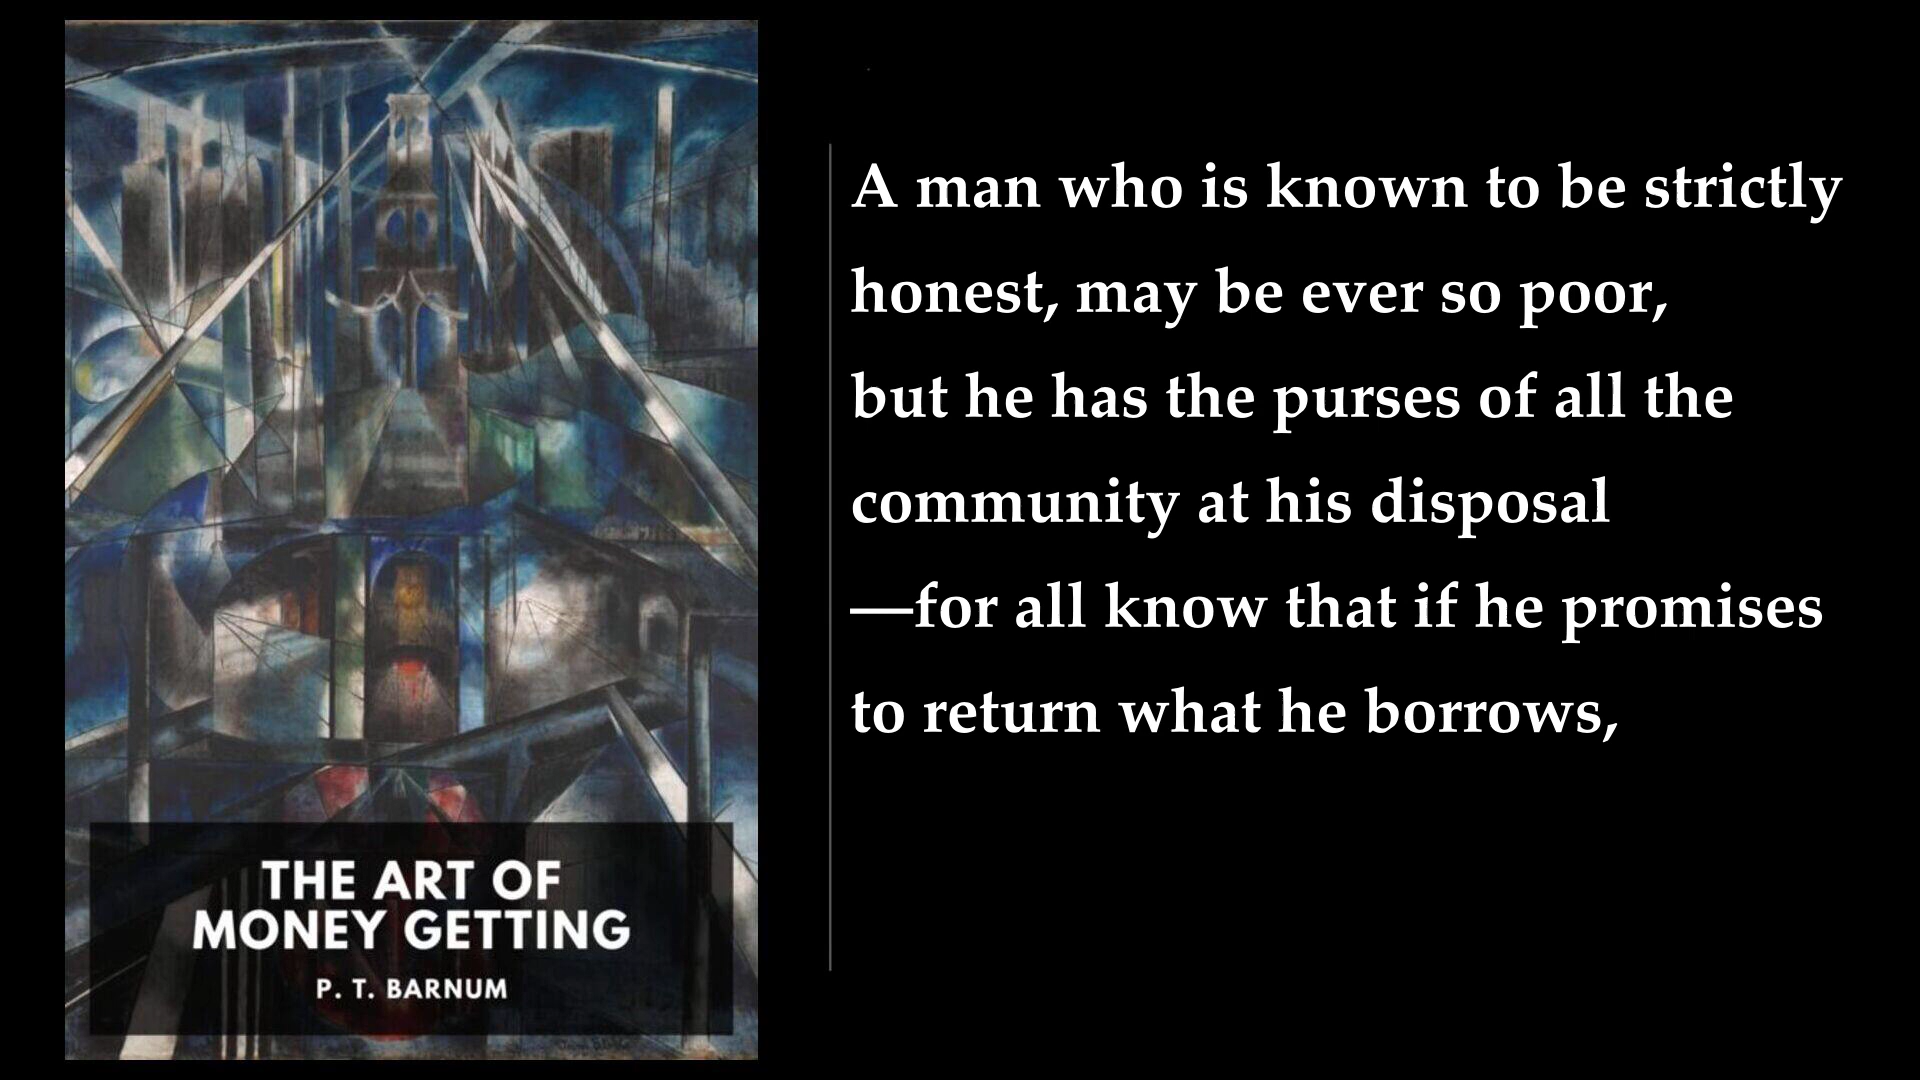 THE ART OF
MONEY GETTING
P. T. BARNUM
A man who is known to be strictly
honest, may be ever so poor,
but he has the purses of all the
community at his disposal
—for all know that if he promises
to return what he borrows,